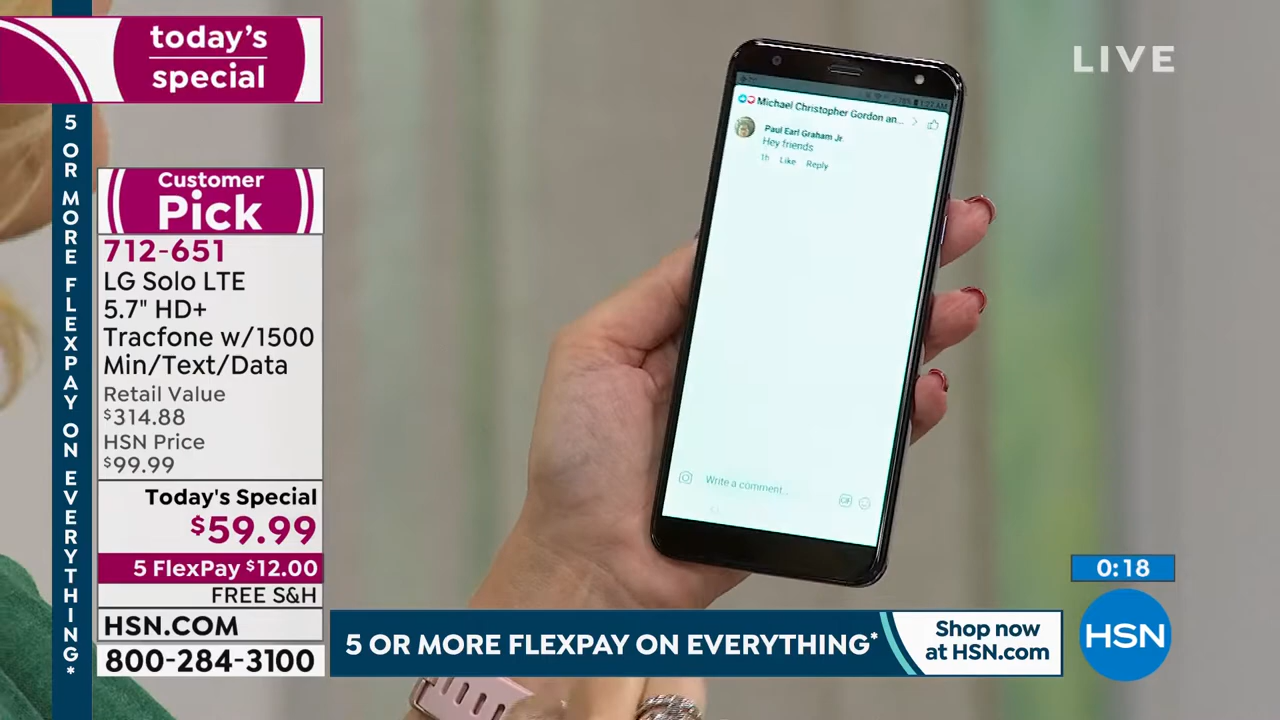 today's
special
LIVE
5 OR MORE FLEXPAY ON EVERYTHING*
Customer
Pick
712-651
LG Solo LTE
5.7" HD+
Tracfone w/1500
Min/Text/Data
Retail Value
$314.88
HSN Price
$99.99
Today's Special
$59.99
5 FlexPay $12.00
FREE S&H
HSN.COM
800-284-3100
Michael Christopher Gordon an...
Paul Earl Graham Jr.
Hey friends
1h Like Reply
Write a comment...
GIF
5 OR MORE FLEXPAY ON EVERYTHING*
Shop now
at HSN.com
0:18
HSN